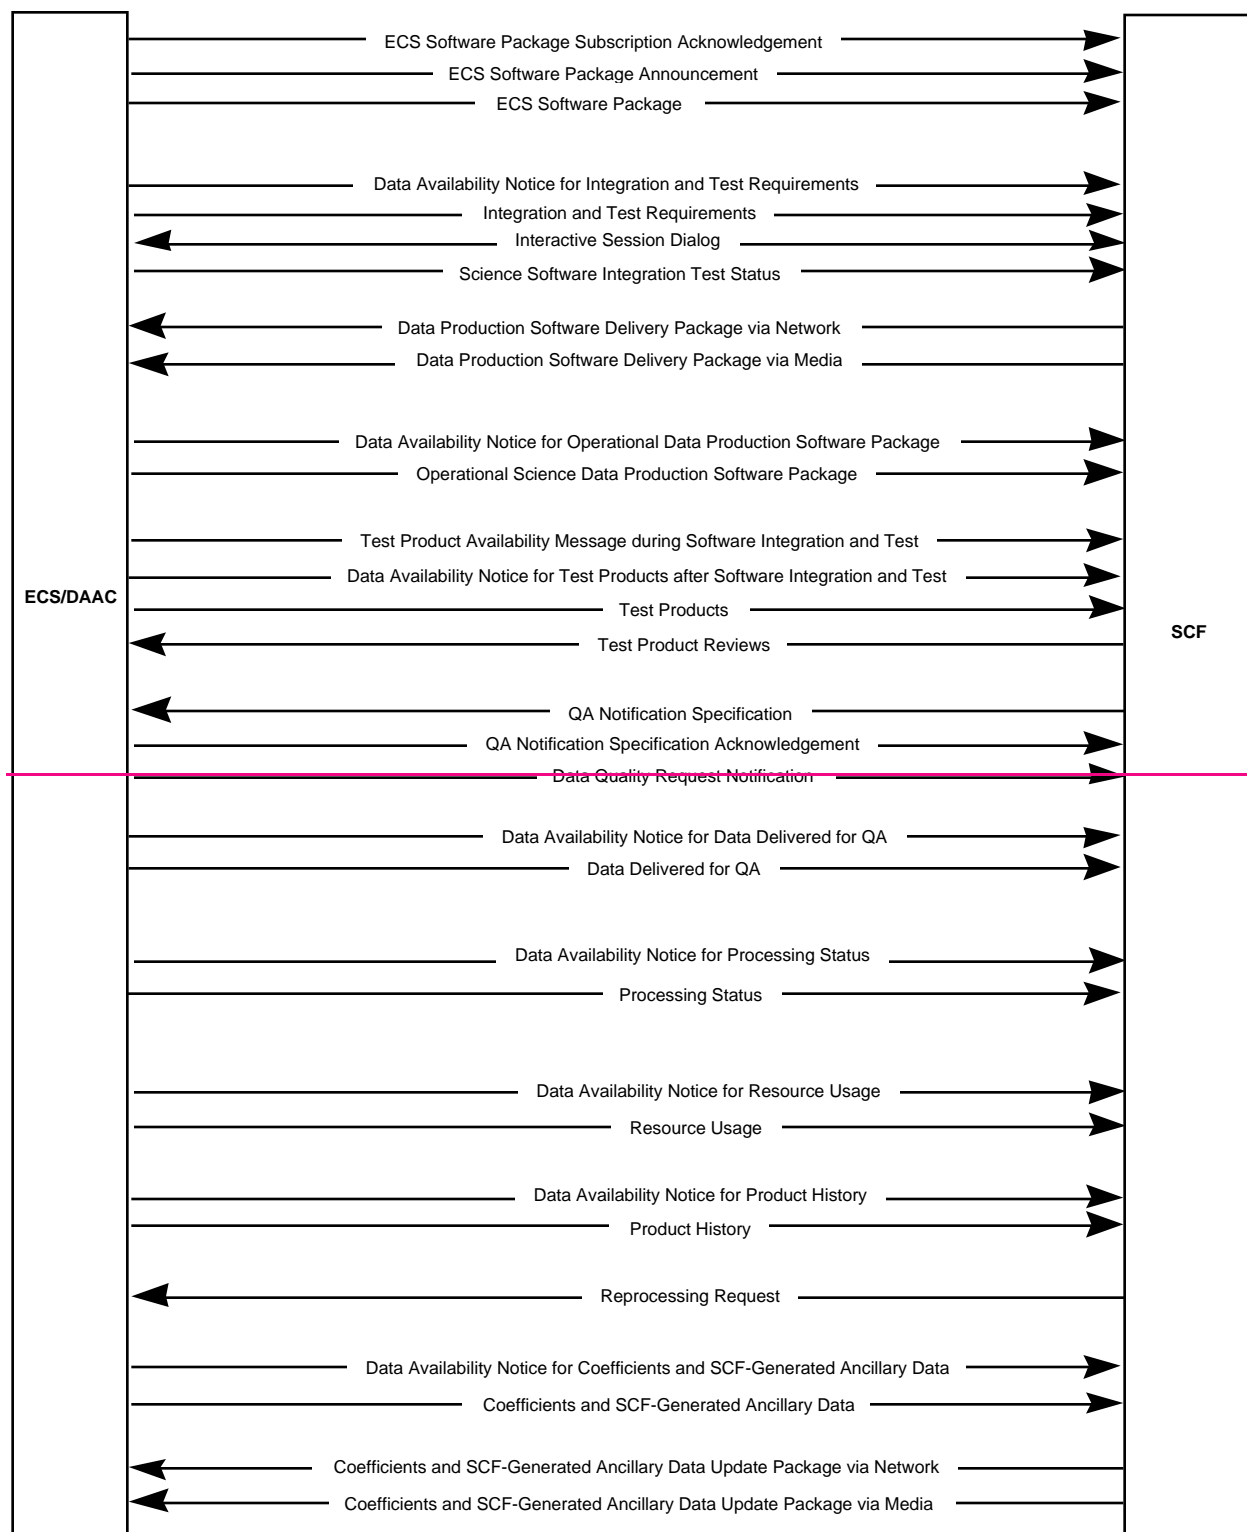 ECS Software Package Subscription Acknowledgement
ECS Software Package Announcement
ECS Software Package
Data Availability Notice for Integration and Test Requirements
Integration and Test Requirements
Interactive Session Dialog
Science Software Integration Test Status
Data Production Software Delivery Package via Network
Data Production Software Delivery Package via Media
Data Availability Notice for Operational Data Production Software Package
Operational Science Data Production Software Package
Test Product Availability Message during Software Integration and Test
Data Availability Notice for Test Products after Software Integration and Test
ECS/DAAC
Test Products
SCF
Test Product Reviews
QA Notification Specification
QA Notification Specification Acknowledgement
Data Quality Request Notification
Data Availability Notice for Data Delivered for QA
Data Delivered for QA
Data Availability Notice for Processing Status
Processing Status
Data Availability Notice for Resource Usage
Resource Usage
Data Availability Notice for Product History
Product History
Reprocessing Request
Data Availability Notice for Coefficients and SCF-Generated Ancillary Data
Coefficients and SCF-Generated Ancillary Data
Coefficients and SCF-Generated Ancillary Data Update Package via Network
Coefficients and SCF-Generated Ancillary Data Update Package via Media